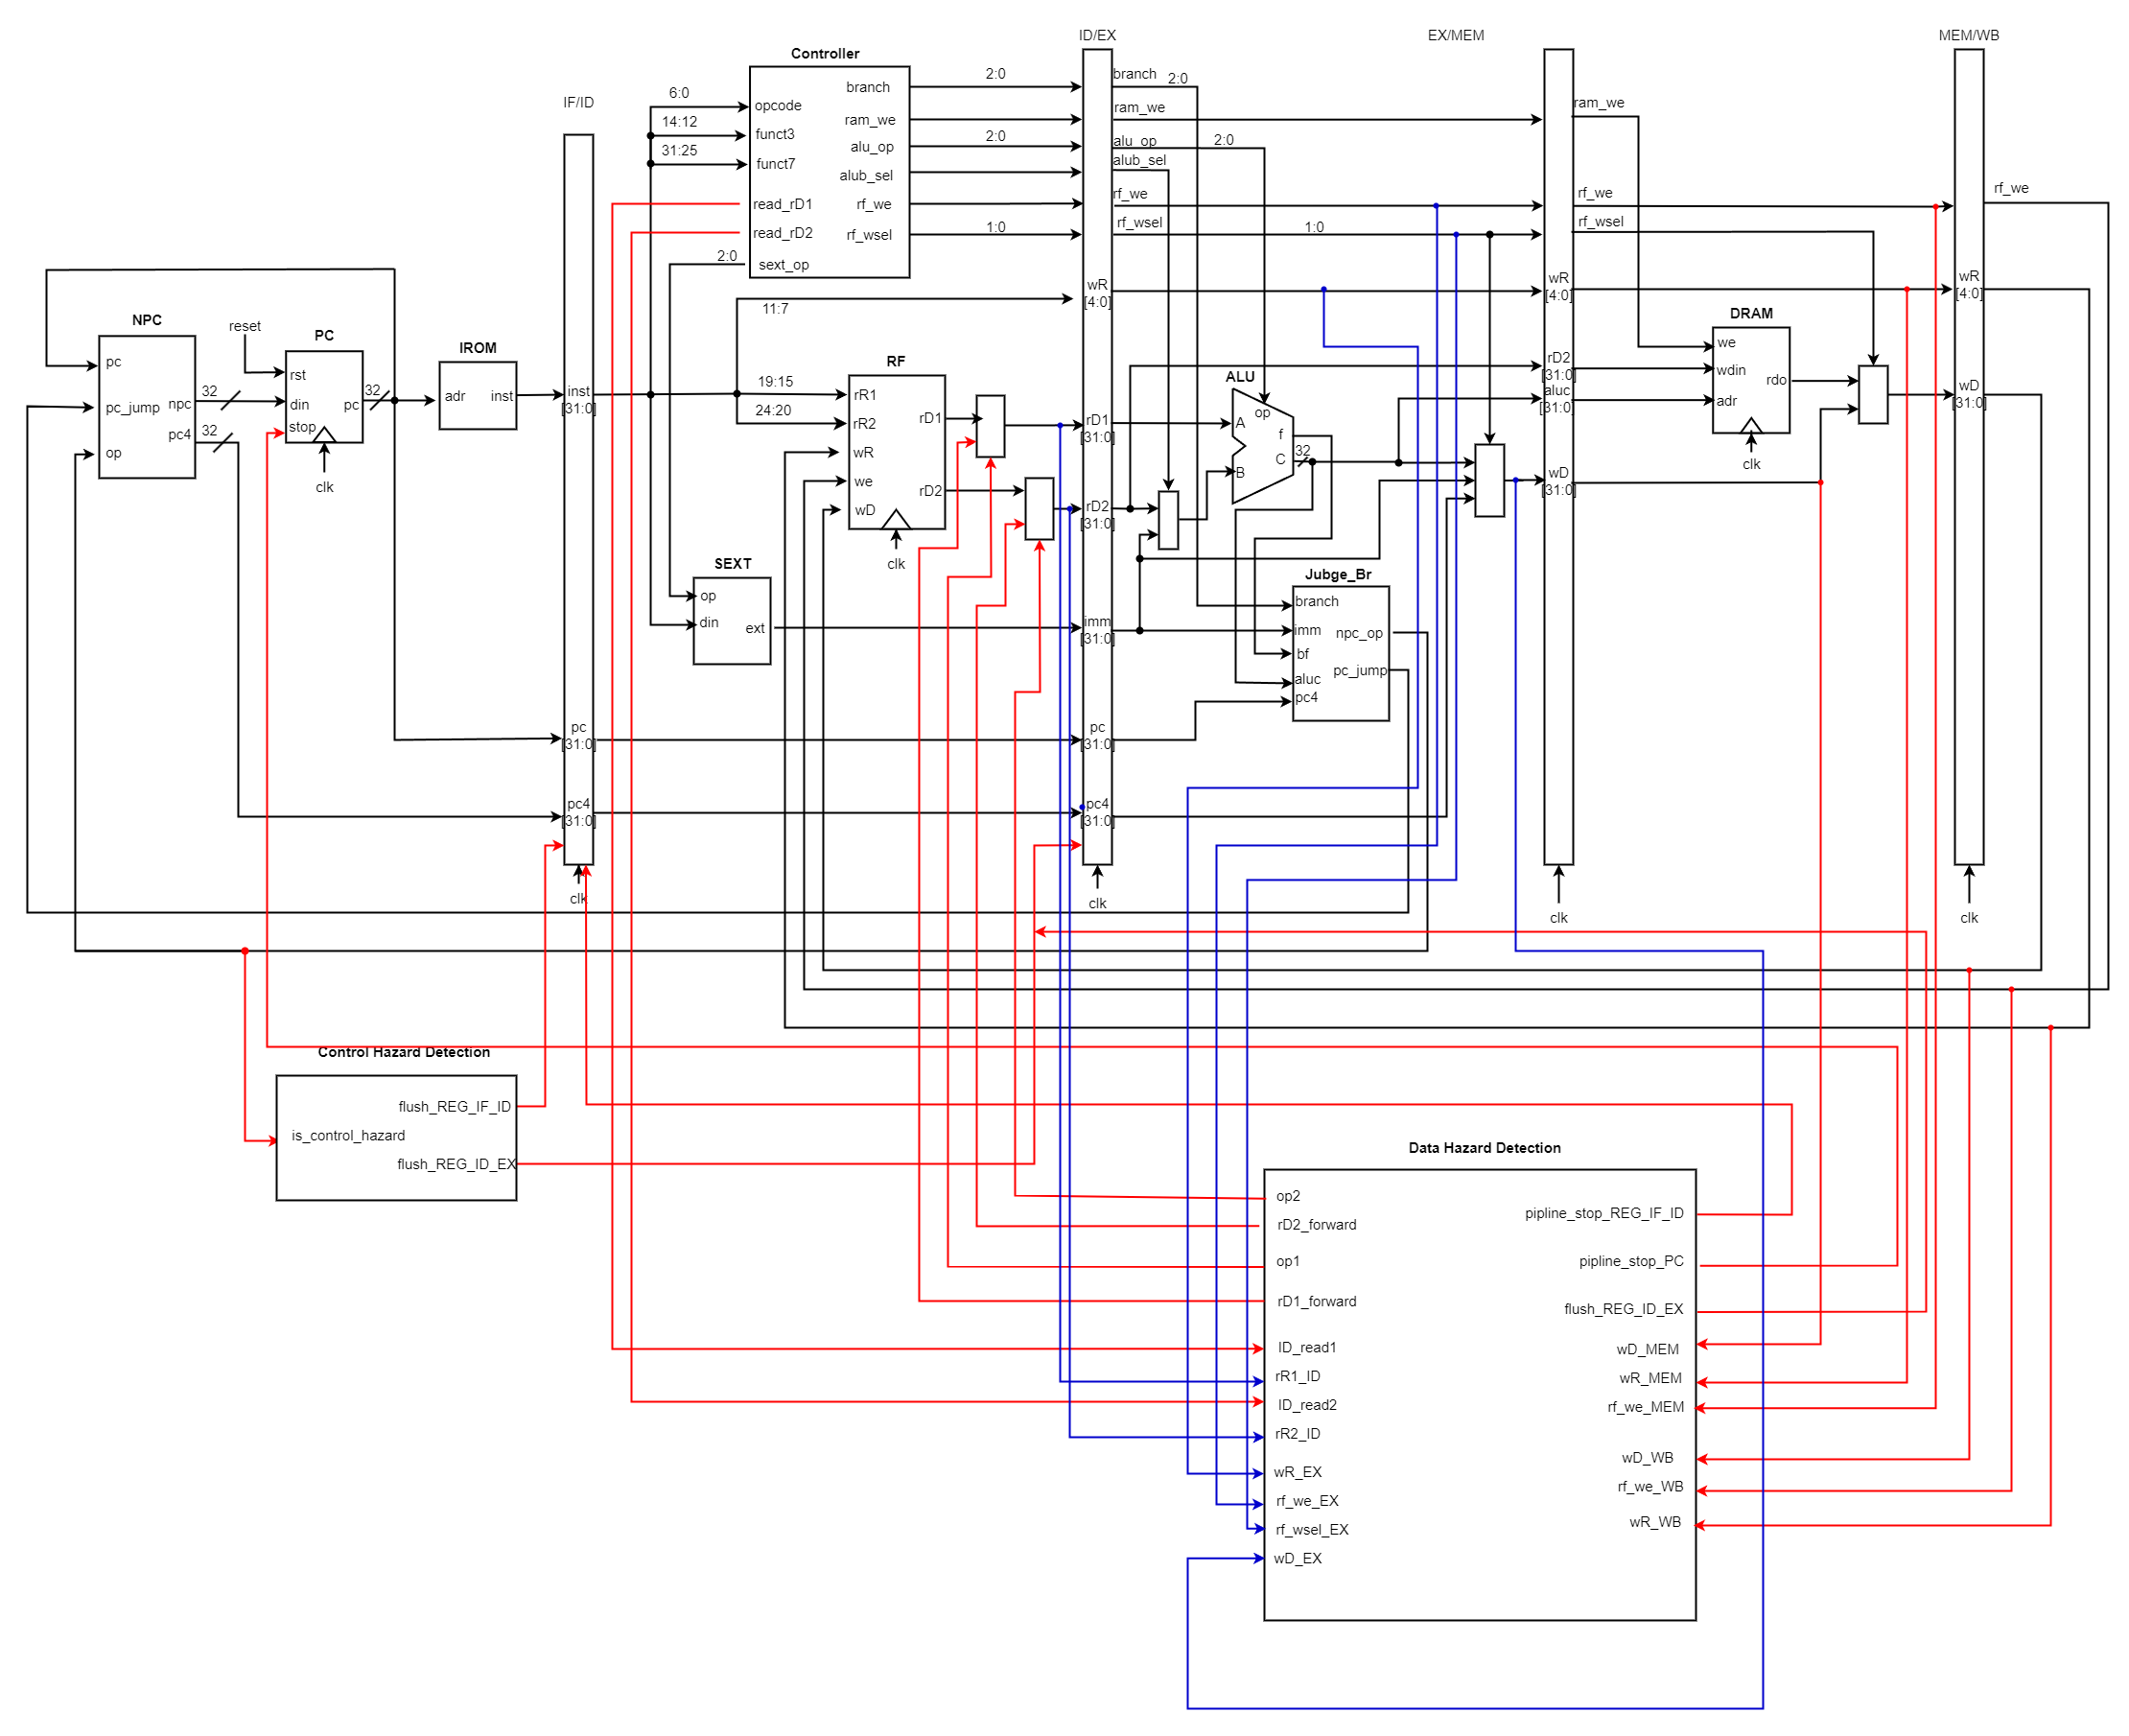 ID/EX
EX/MEM
MEM/WB
Controller
IF/ID
branch
2:0
branch
2:0
6:0
opcode
ram_we
ram_we
ram_we
14:12
funct3
alu_op
2:0
alu_op
2:0
31:25
funct7
alub_sel
alub_sel
read_rD1
rf_we
rf_we
rf_we
rf_we
read_rD2
rf_wsel
1:0
rf_wsel
1:0
rf_wsel
2:0
sext_op
wR
[4:0]
wR
[4:0]
wR
[4:0]
11:7
NPC
reset
PC
IROM
RF
ALU
DRAM
pc
pc_jump
op
npc
pc4
32
32
rst
din
stop
pc
32
clk
adr
inst
inst
[31:0]
19:15
24:20
rR1
rR2
wR
we
wD
rD1
rD2
clk
rD1
[31:0]
rD2
[31:0]
A
B
op
f
C
32
rD2
[31:0]
aluc
[31:0]
wD
[31:0]
we
wdin
adr
rdo
clk
wD
[31:0]
SEXT
op
din
ext
imm
[31:0]
Jubge_Br
branch
imm
bf
aluc
pc4
npc_op
pc_jump
pc
[31:0]
pc
[31:0]
pc4
[31:0]
pc4
[31:0]
clk
clk
clk
clk
Control Hazard Detection
flush_REG_IF_ID
is_control_hazard
flush_REG_ID_EX
Data Hazard Detection
op2
rD2_forward
op1
rD1_forward
ID_read1
rR1_ID
ID_read2
rR2_ID
wR_EX
rf_we_EX
rf_wsel_EX
wD_EX
pipline_stop_REG_IF_ID
pipline_stop_PC
flush_REG_ID_EX
wD_MEM
wR_MEM
rf_we_MEM
wD_WB
rf_we_WB
wR_WB